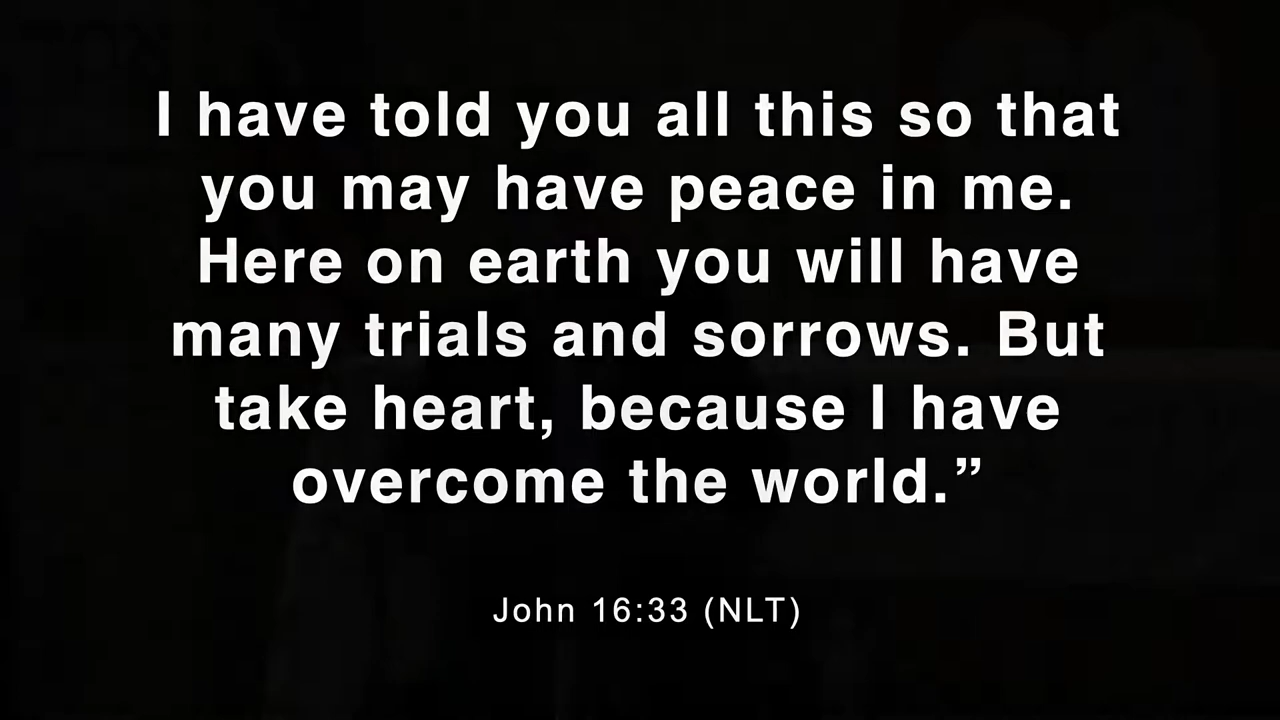 I have told you all this so that
you may have peace in me.
Here on earth you will have
many trials and sorrows. But
take heart, because I have
overcome the world.”
John 16:33 (NLT)